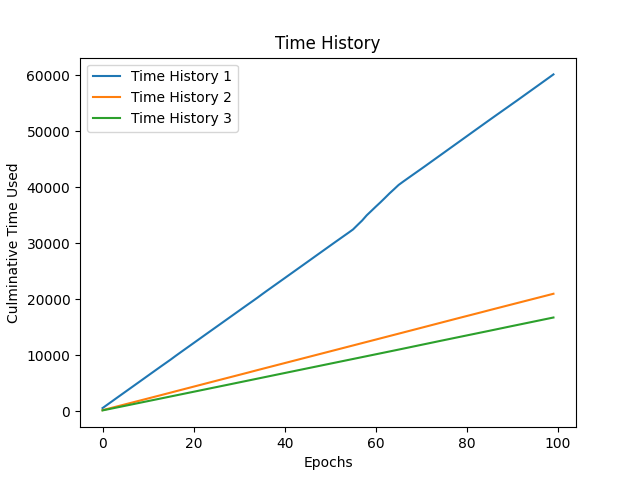 Time History
Time History 1
Time History 2
Time History 3
Culminative Time Used
60000
50000
40000
30000
20000
10000
0
0 20 40 60 80 100
Epochs